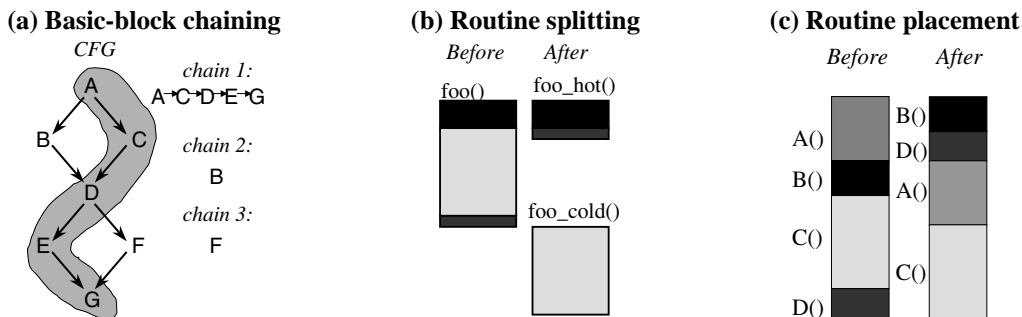 (a) Basic-block chaining
CFG
A
B
C
D
E
F
G
chain 1:
A→C→D→E→G
chain 2:
B
chain 3:
F
(b) Routine splitting
Before After
foo()
foo_hot()
foo_cold()
(c) Routine placement
Before After
A()
B()
C()
D()
B()
D()
A()
C()